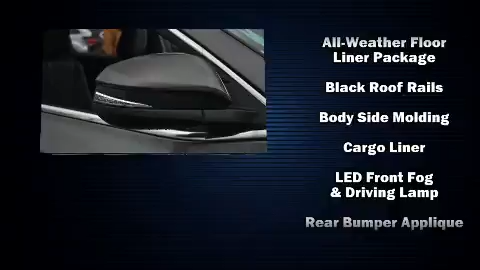 All-Weather Floor
Liner Package
Black Roof Rails
Body Side Molding
Cargo Liner
LED Front Fog
& Driving Lamp
Rear Bumper Applique